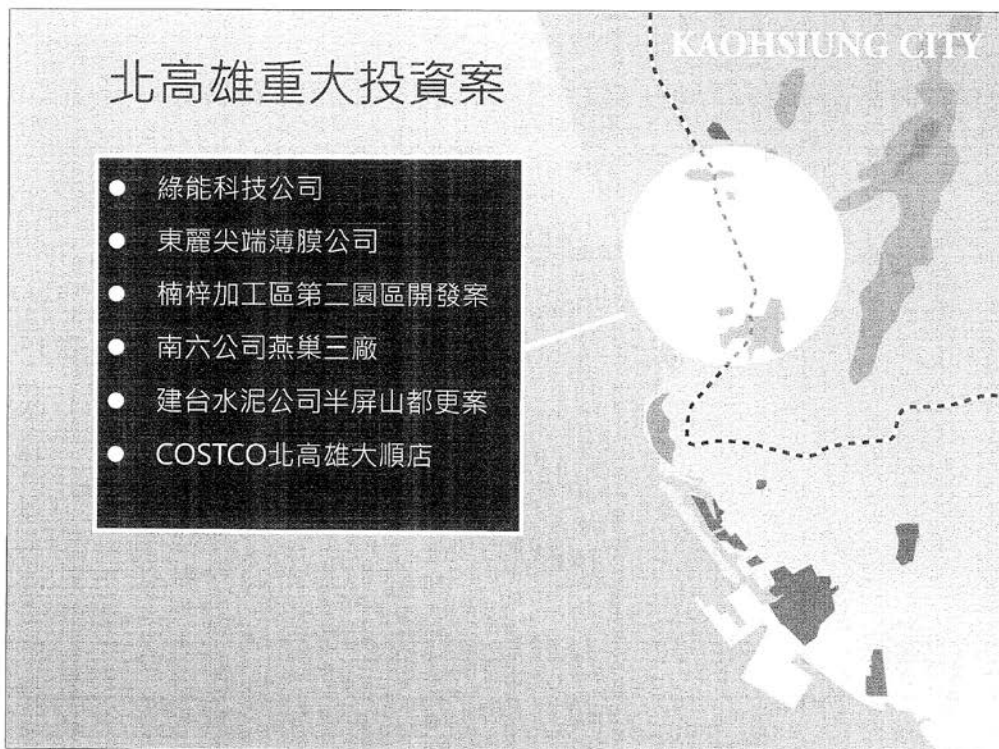 KAOHSIUNG CITY
北高雄重大投資案
● 綠能科技公司
● 東麗尖端薄膜公司
● 楠梓加工區第二園區開發案
● 南六公司燕巢三廠
● 建台水泥公司半屏山都更案
● COSTCO北高雄大順店